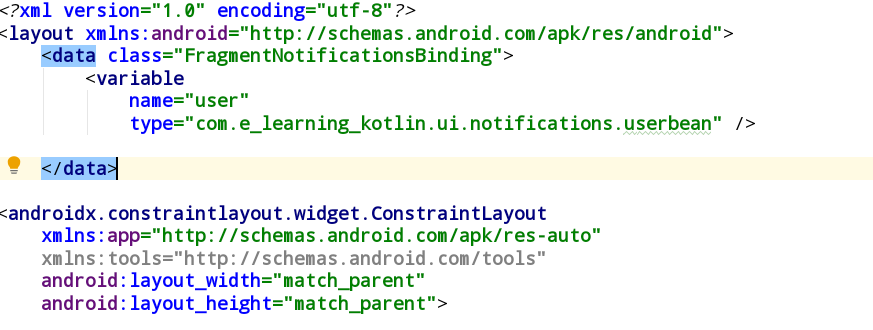 <?xml version="1.0" encoding="utf-8"?>
<layout xmlns:android="http://schemas.android.com/apk/res/android">
    <data class="FragmentNotificationsBinding">
        <variable
            name="user"
            type="com.e_learning_kotlin.ui.notifications.userbean" />
    </data>
<androidx.constraintlayout.widget.ConstraintLayout
    xmlns:app="http://schemas.android.com/apk/res-auto"
    xmlns:tools="http://schemas.android.com/tools"
    android:layout_width="match_parent"
    android:layout_height="match_parent">